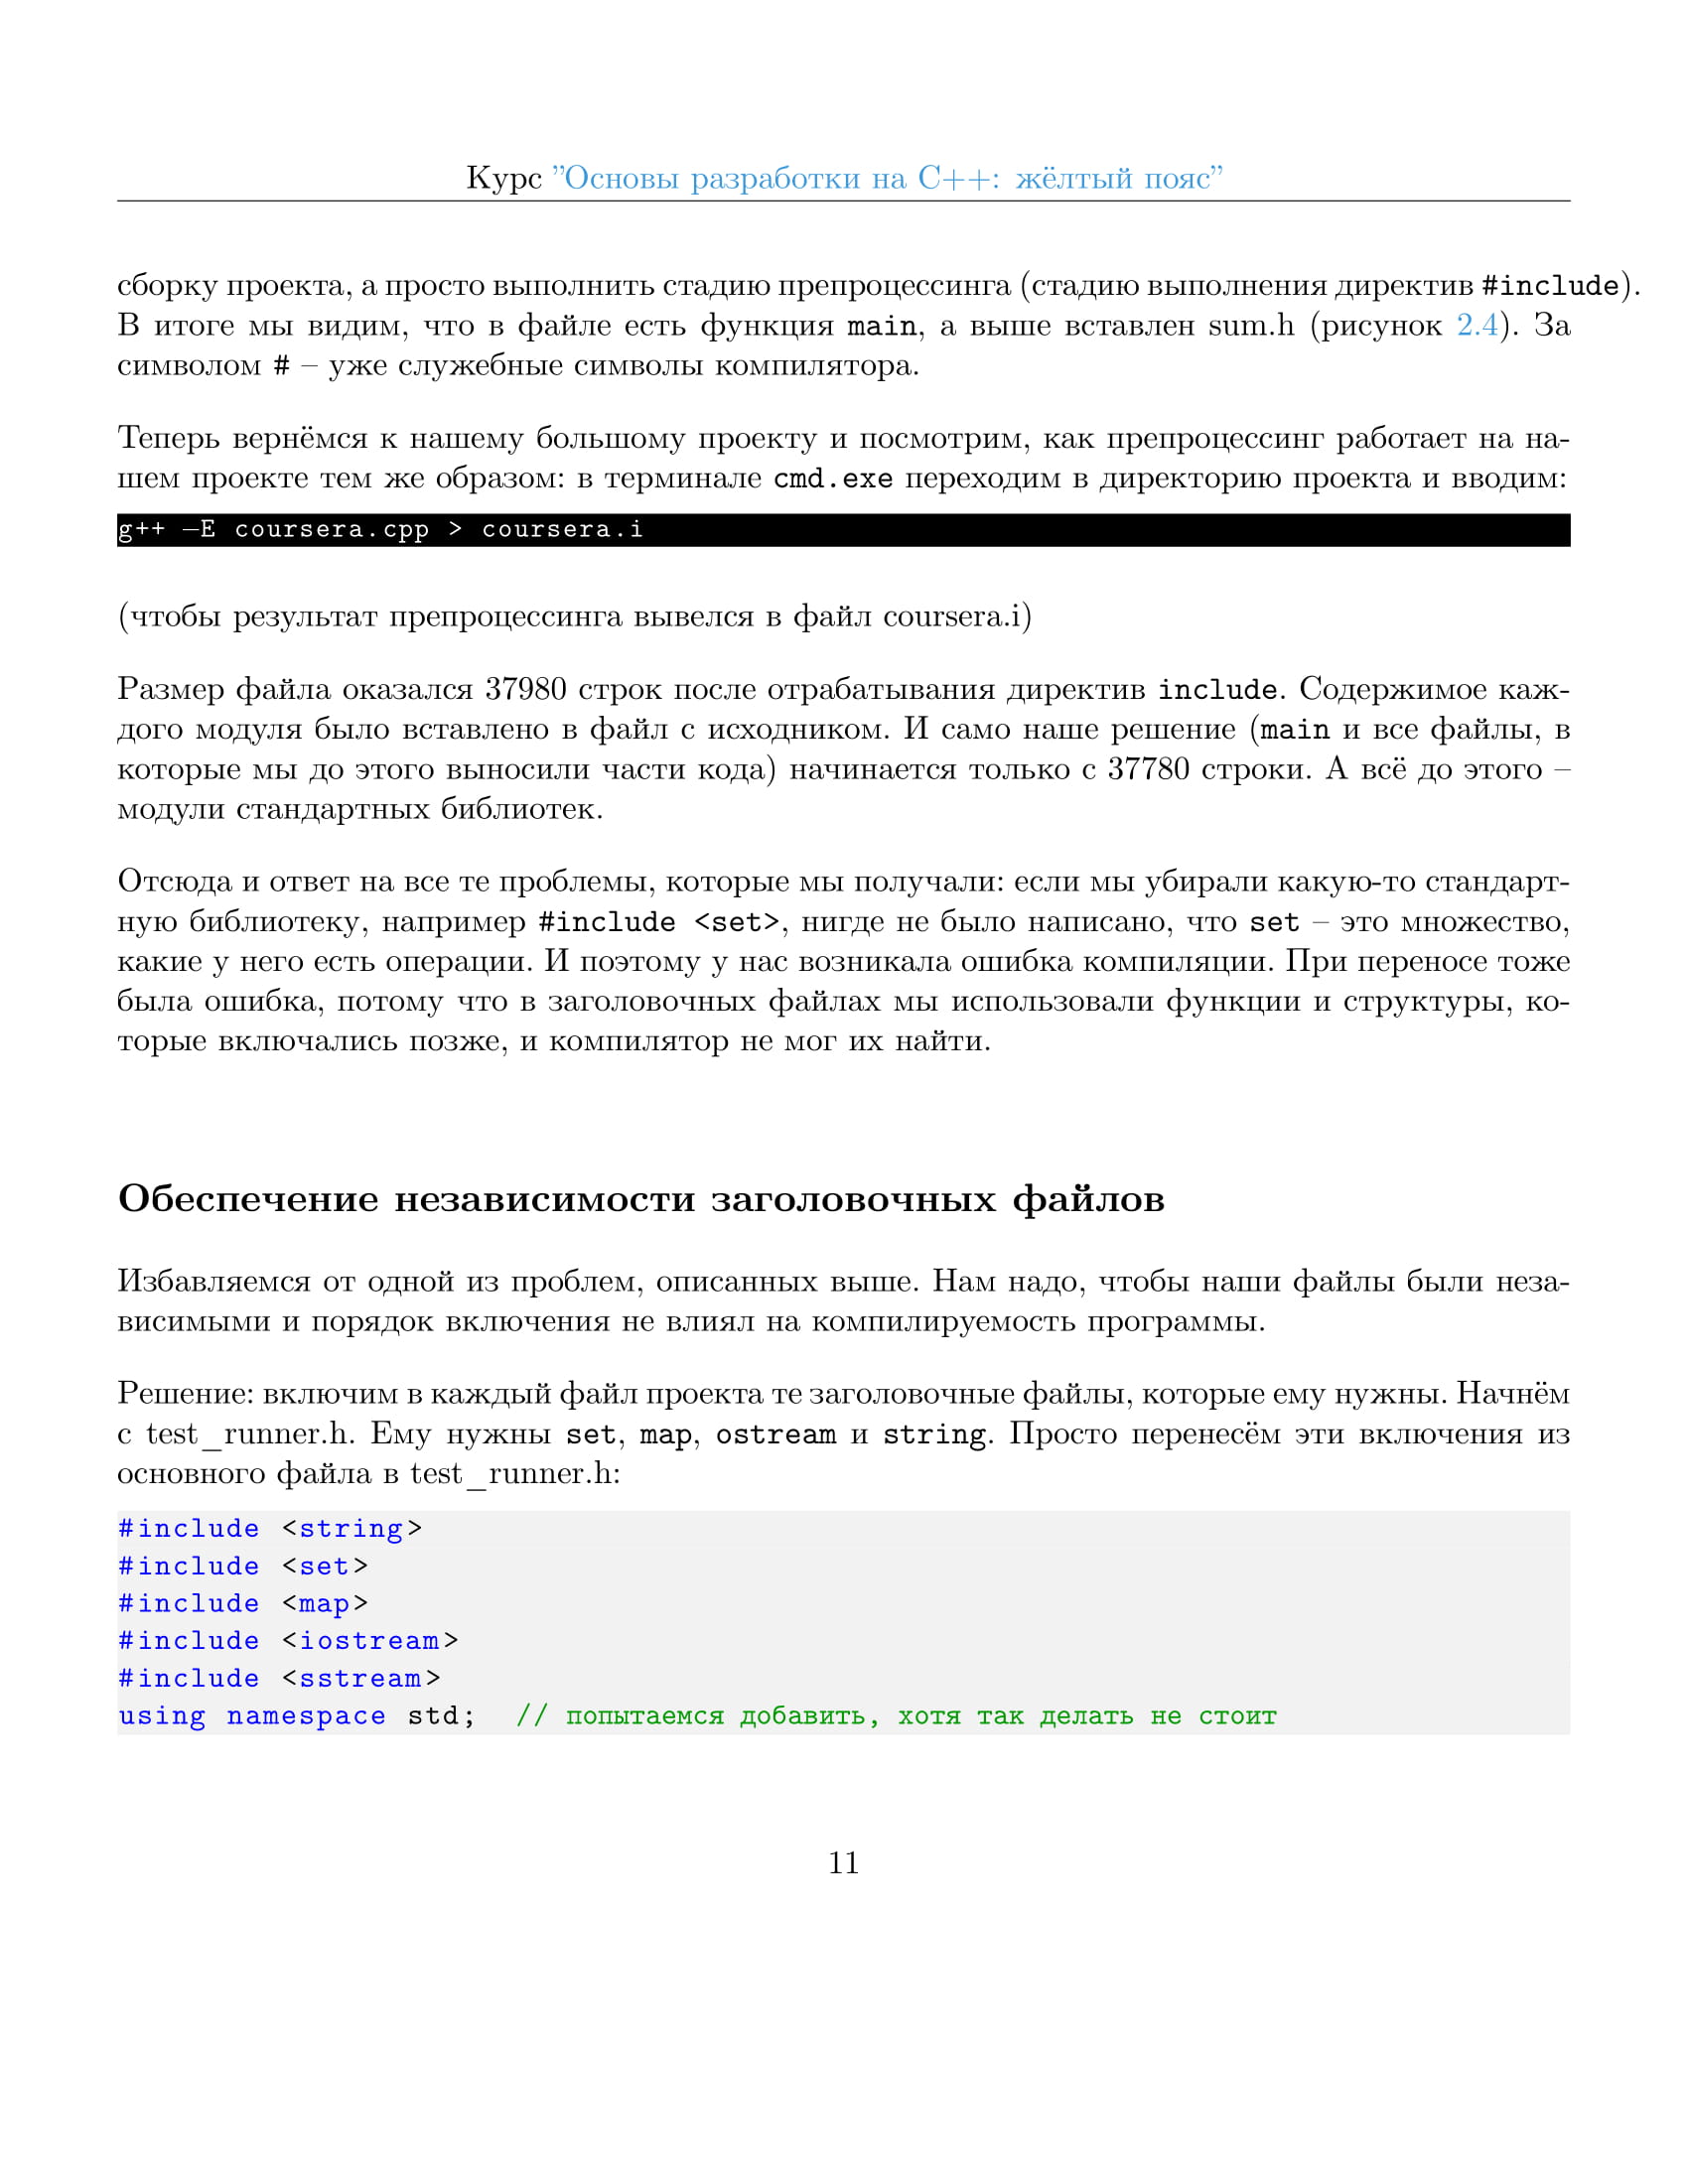 Курс ”Основы разработки на C++: жёлтый пояс”
сборку проекта, а просто выполнить стадию препроцессинга (стадию выполнения директив #include).
В итоге мы видим, что в файле есть функция main, а выше вставлен sum.h (рисунок 2.4). За
символом # – уже служебные символы компилятора.
Теперь вернёмся к нашему большому проекту и посмотрим, как препроцессинг работает на на-
шем проекте тем же образом: в терминале cmd.exe переходим в директорию проекта и вводим:
g++ −E coursera.cpp > coursera.i
(чтобы результат препроцессинга вывелся в файл coursera.i)
Размер файла оказался 37980 строк после отрабатывания директив include. Содержимое каж-
дого модуля было вставлено в файл с исходником. И само наше решение (main и все файлы, в
которые мы до этого выносили части кода) начинается только с 37780 строки. А всё до этого –
модули стандартных библиотек.
Отсюда и ответ на все те проблемы, которые мы получали: если мы убирали какую-то стандарт-
ную библиотеку, например #include <set>, нигде не было написано, что set – это множество,
какие у него есть операции. И поэтому у нас возникала ошибка компиляции. При переносе тоже
была ошибка, потому что в заголовочных файлах мы использовали функции и структуры, ко-
торые включались позже, и компилятор не мог их найти.
Обеспечение независимости заголовочных файлов
Избавляемся от одной из проблем, описанных выше. Нам надо, чтобы наши файлы были неза-
висимыми и порядок включения не влиял на компилируемость программы.
Решение: включим в каждый файл проекта те заголовочные файлы, которые ему нужны. Начнём
с test_runner.h. Ему нужны set, map, ostream и string. Просто перенесём эти включения из
основного файла в test_runner.h:
#include <string>
#include <set>
#include <map>
#include <iostream>
#include <sstream>
using namespace std; // попытаемся добавить, хотя так делать не стоит
11